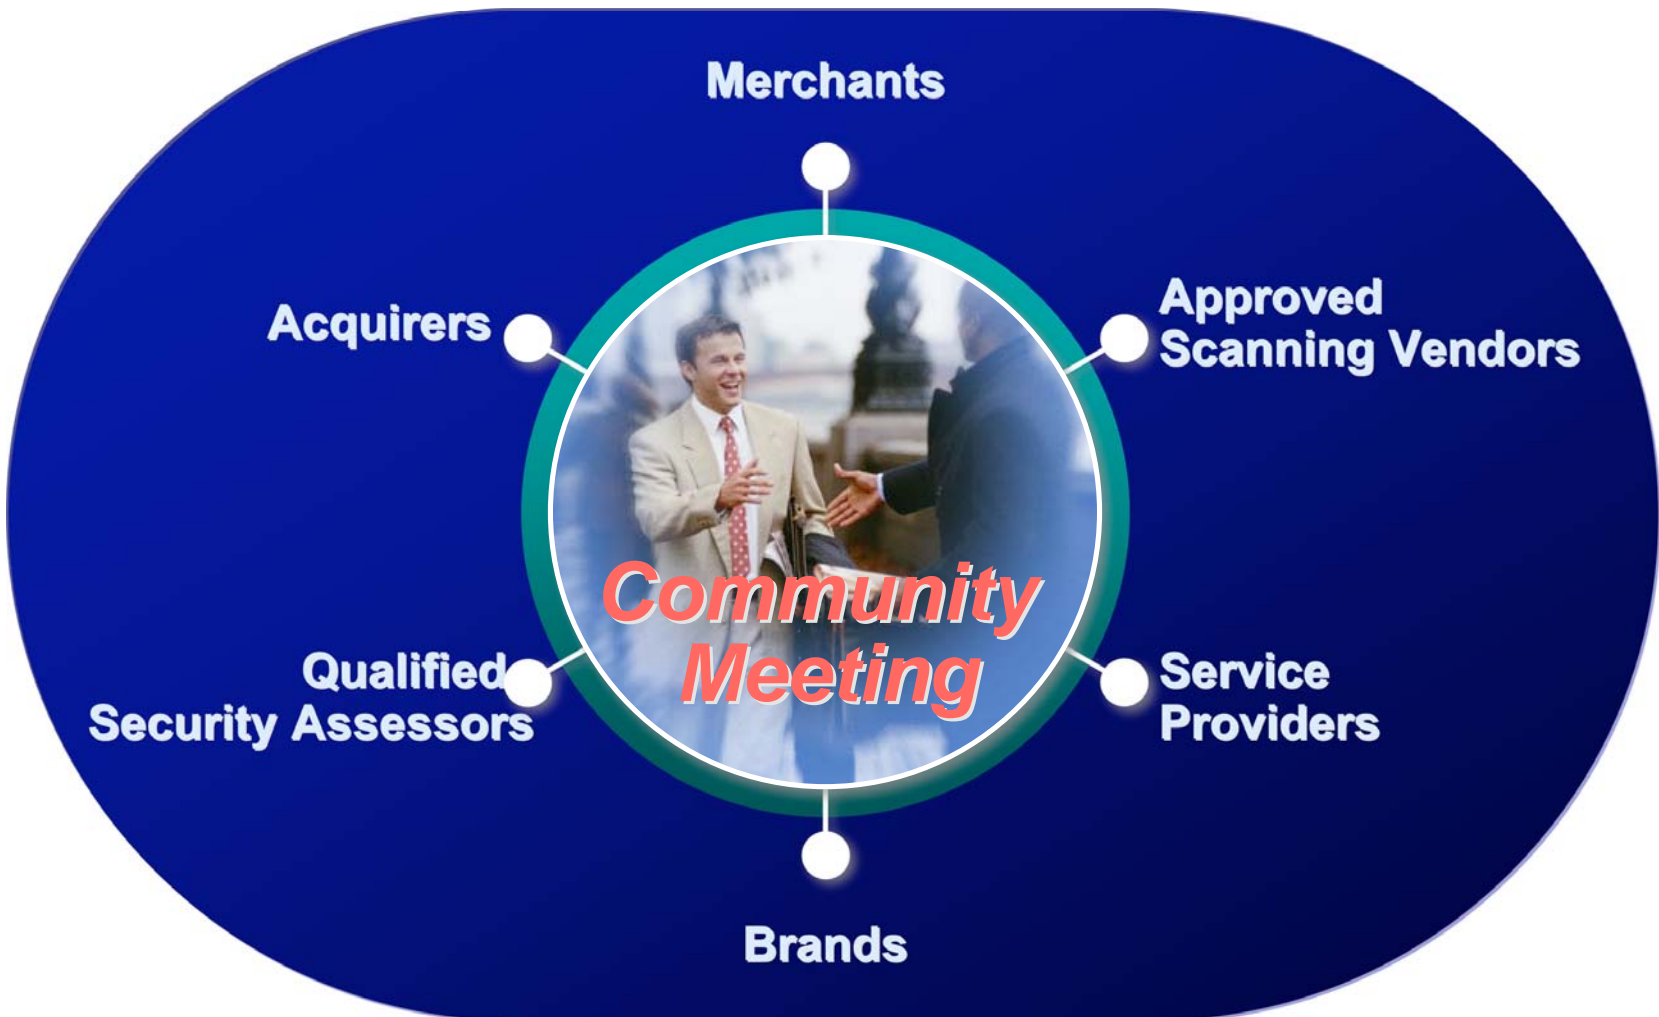 Merchants
Acquirers
Approved
Scanning Vendors
Community
Meeting
Qualified
Security Assessors
Service
Providers
Brands